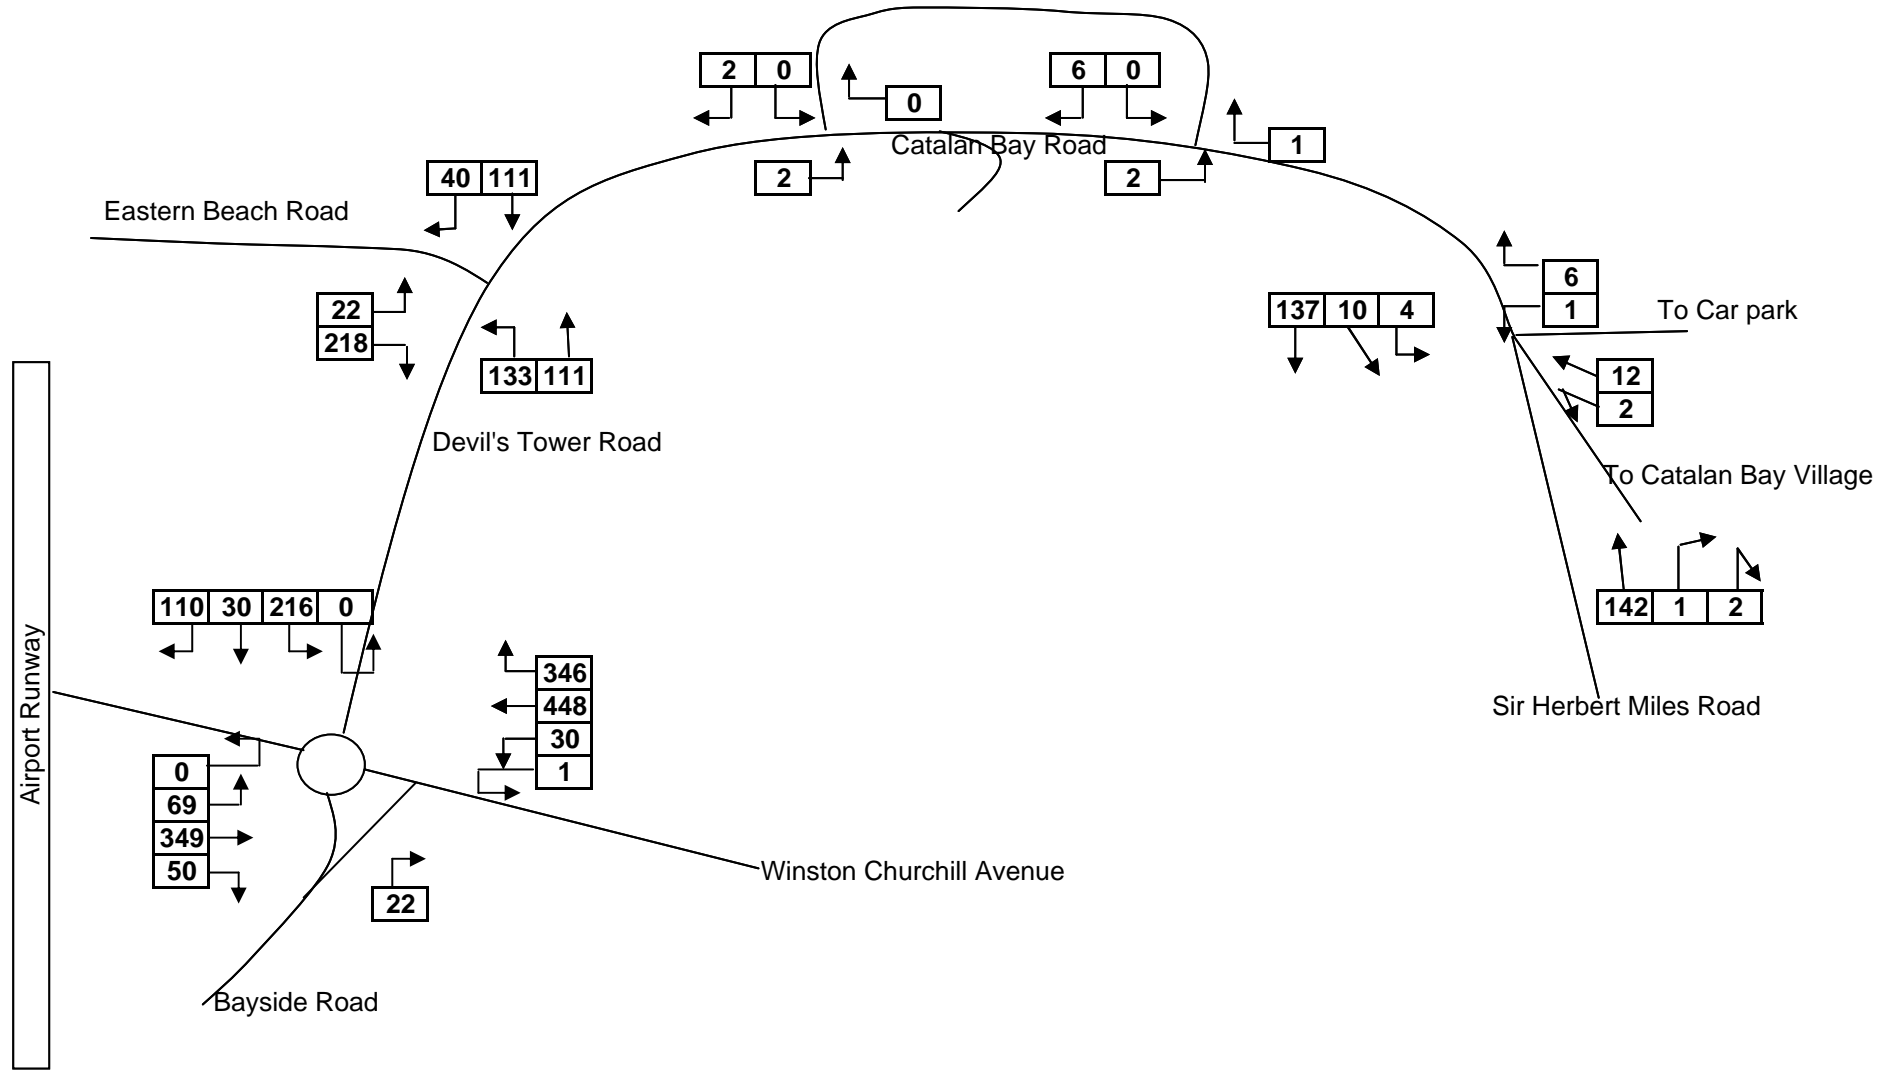 2 0
6 0
0
Catalan Bay Road
1
2
2
40 111
Eastern Beach Road
6
1
To Car park
22
218
137 10 4
133 111
12
2
Devil's Tower Road
To Catalan Bay Village
110 30 216 0
142 1 2
Airport Runway
346
448
30
1
Sir Herbert Miles Road
0
69
349
50
Winston Churchill Avenue
22
Bayside Road